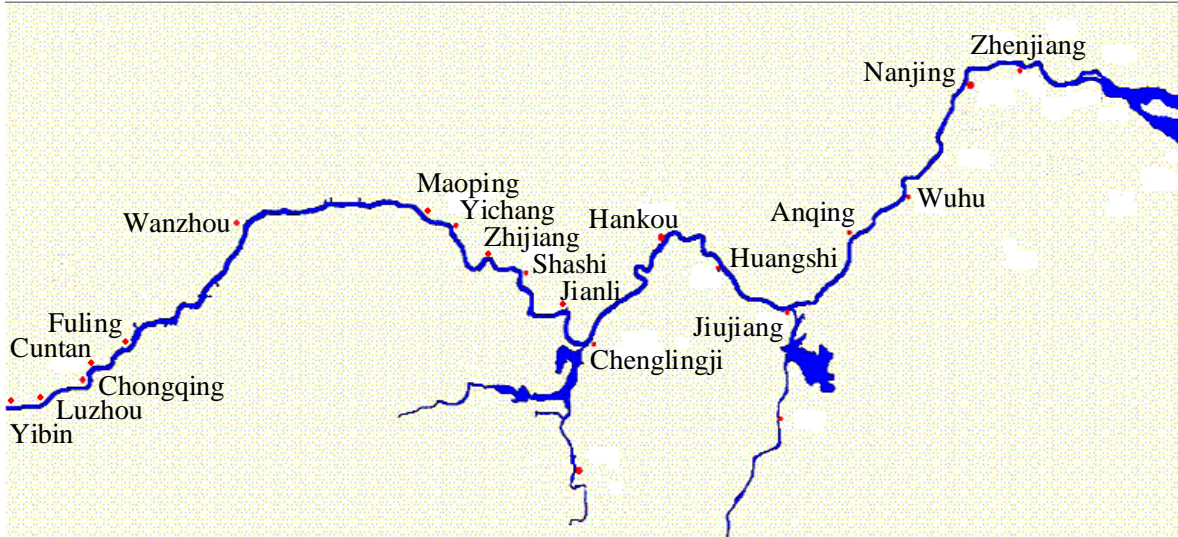 Zhenjiang
Nanjing
Maoping
Wuhu
Wanzhou
Yichang
Hankou
Anqing
Zhijiang
Huangshi
Shashi
Jianli
Fuling
Jiujiang
Cuntan
Chenglingji
Chongqing
Luzhou
Yibin